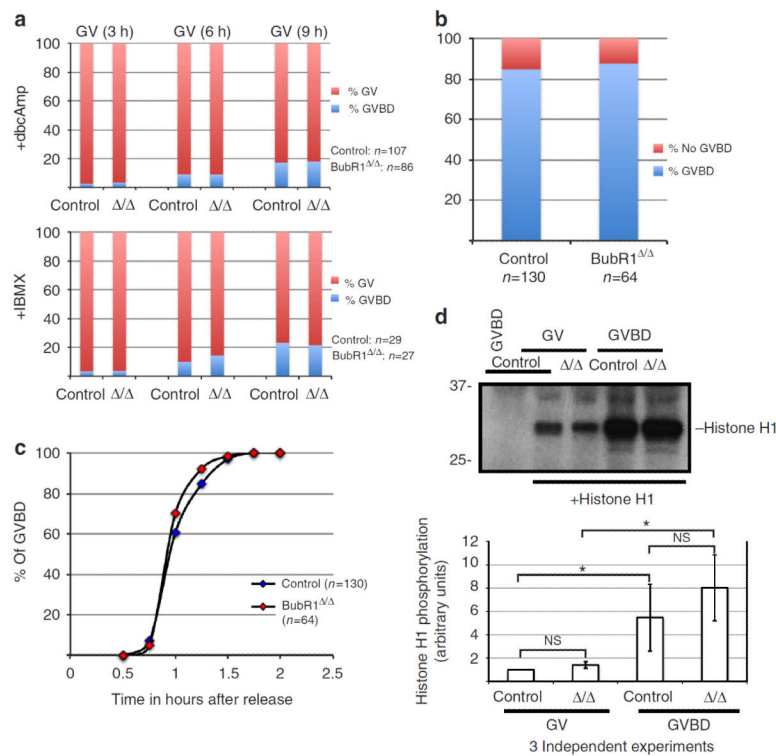 a
GV (3 h) GV (6 h) GV (9 h)
+dbcAmp
100
80
60
40
20
% GV
% GVBD
Control: n=107
BubR1Δ/Δ: n=86
Control Δ/Δ Control Δ/Δ Control Δ/Δ
+IBMX
100
80
60
40
20
% GV
% GVBD
Control: n=29
BubR1Δ/Δ: n=27
Control Δ/Δ Control Δ/Δ Control Δ/Δ
b
100
80
60
40
20
% No GVBD
% GVBD
Control BubR1Δ/Δ
n=130 n=64
c
% Of GVBD
100
80
60
40
20
Control (n=130)
BubR1Δ/Δ
(n=64)
0 0.5 1 1.5 2 2.5
Time in hours after release
d
GVBD
GV GVBD
Control Δ/Δ Control Δ/Δ
37-
25-
–Histone H1
+Histone H1
Histone H1 phosphorylation
(arbitrary units)
12
10
8
6
4
2
*
NS
*
NS
Control Δ/Δ Control Δ/Δ
GV GVBD
3 Independent experiments